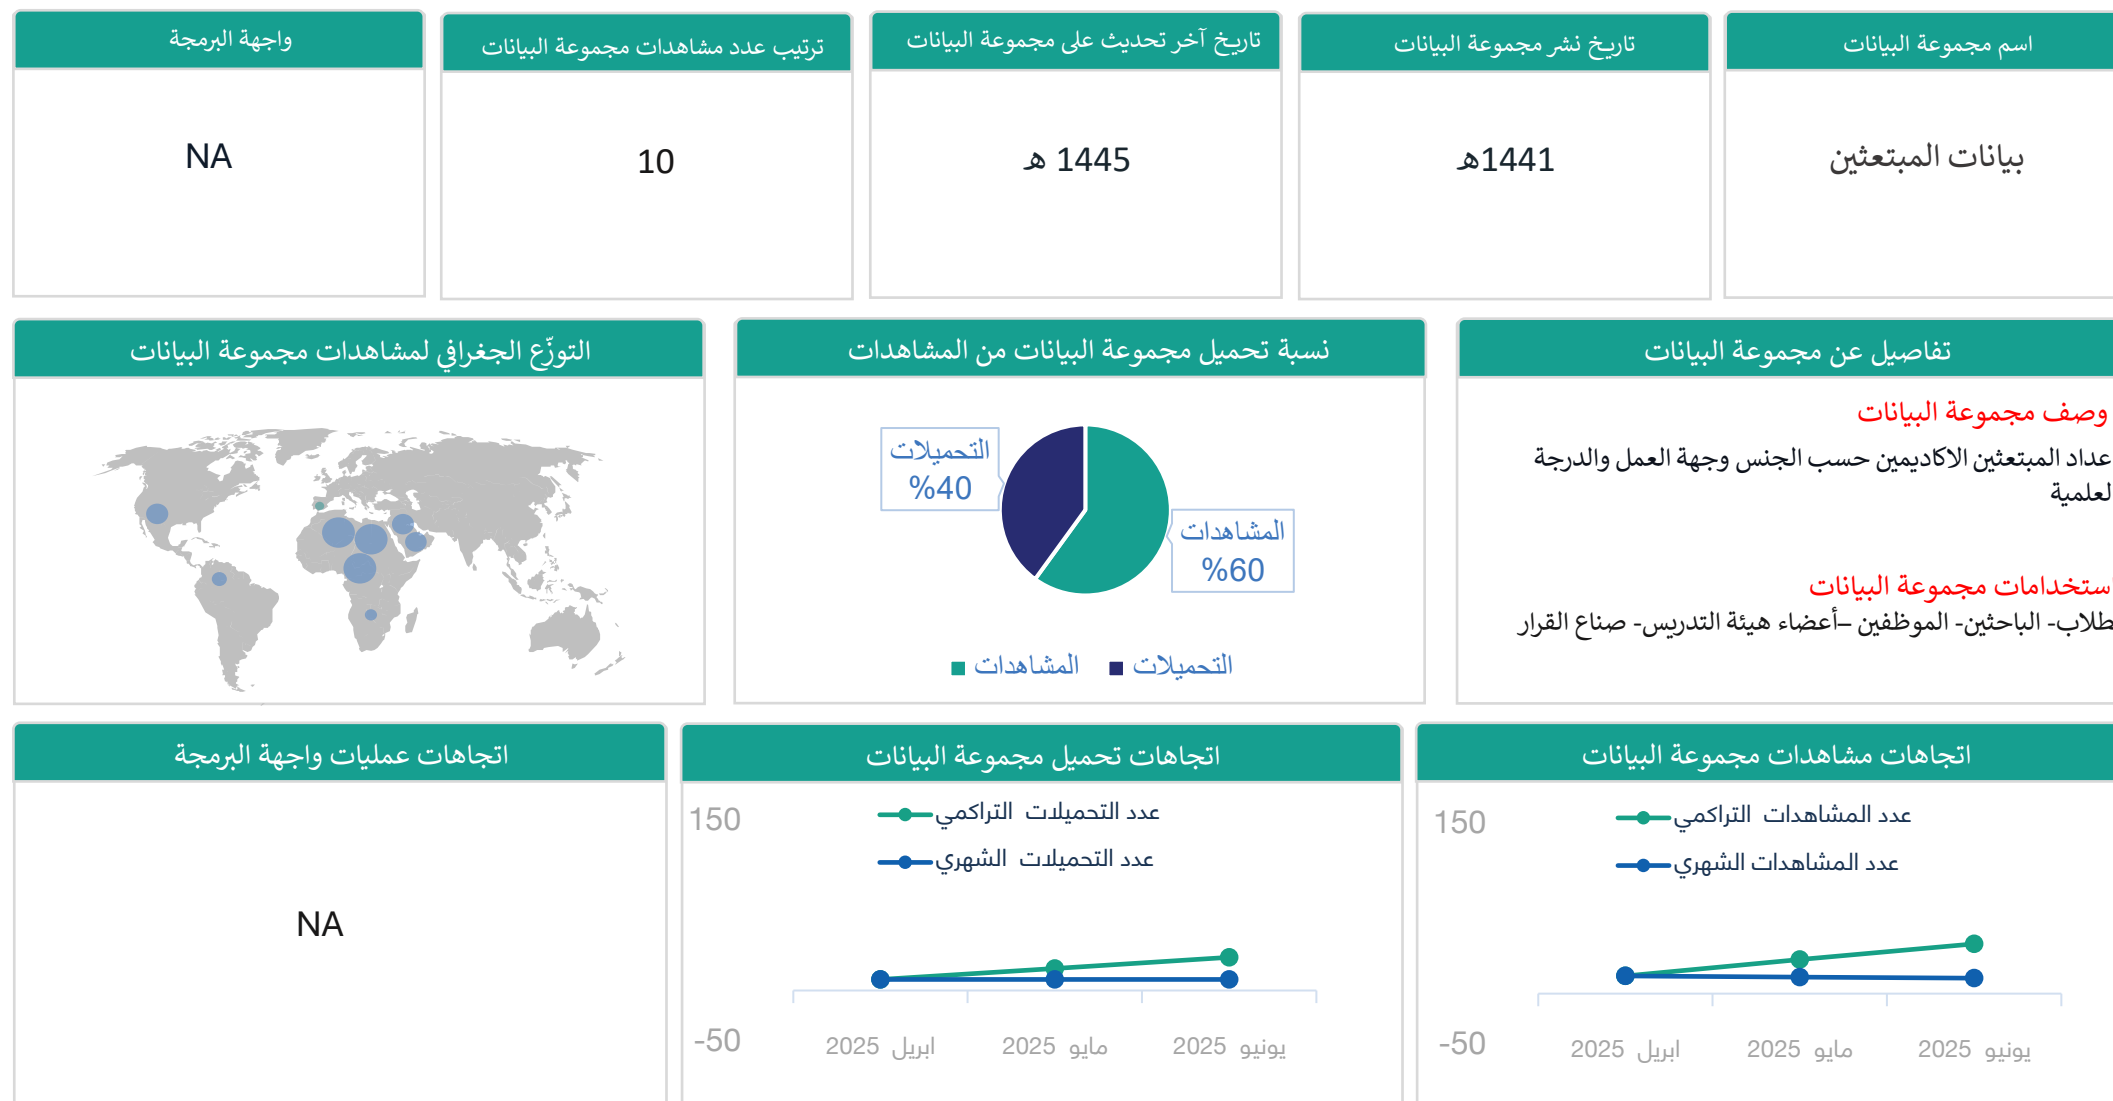 اسم مجموعة البيانات
بيانات المبتعثين
تاريخ نشر مجموعة البيانات
1441هـ
تاريخ آخر تحديث على مجموعة البيانات
1445 هـ
ترتيب عدد مشاهدات مجموعة البيانات
10
واجهة البرمجة
NA
تفاصيل عن مجموعة البيانات
وصف مجموعة البيانات
عداد المبتعثين الاكاديمين حسب الجنس وجهة العمل والدرجة
لعلمية
ستخدامات مجموعة البيانات
طلاب- الباحثين- الموظفين –أعضاء هيئة التدريس- صناع القرار
نسبة تحميل مجموعة البيانات من المشاهدات
التحميلات
%40
المشاهدات
%60
التحميلات
المشاهدات
التوزّع الجغرافي لمشاهدات مجموعة البيانات
اتجاهات مشاهدات مجموعة البيانات
عدد المشاهدات التراكمي
عدد المشاهدات الشهري
150
-50
ابريل 2025
مايو 2025
يونيو 2025
اتجاهات تحميل مجموعة البيانات
عدد التحميلات التراكمي
عدد التحميلات الشهري
150
-50
ابريل 2025
مايو 2025
يونيو 2025
اتجاهات عمليات واجهة البرمجة
NA